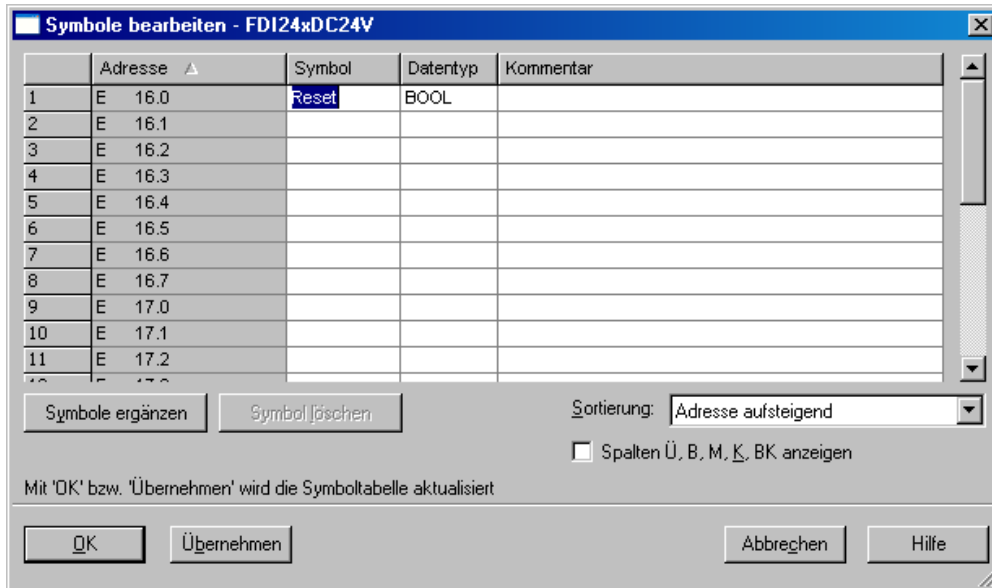 Symbole bearbeiten - FDI24xDC24V
Adresse Symbol Datentyp Kommentar
1 E 16.0 Reset BOOL
2 E 16.1
3 E 16.2
4 E 16.3
5 E 16.4
6 E 16.5
7 E 16.6
8 E 16.7
9 E 17.0
10 E 17.1
11 E 17.2
Symbole ergänzen Symbol löschen Sortierung: Adresse aufsteigend
Spalten Ü, B, M, K, BK anzeigen
Mit 'OK' bzw. 'Übernehmen' wird die Symboltabelle aktualisiert
OK Übernehmen Abbrechen Hilfe